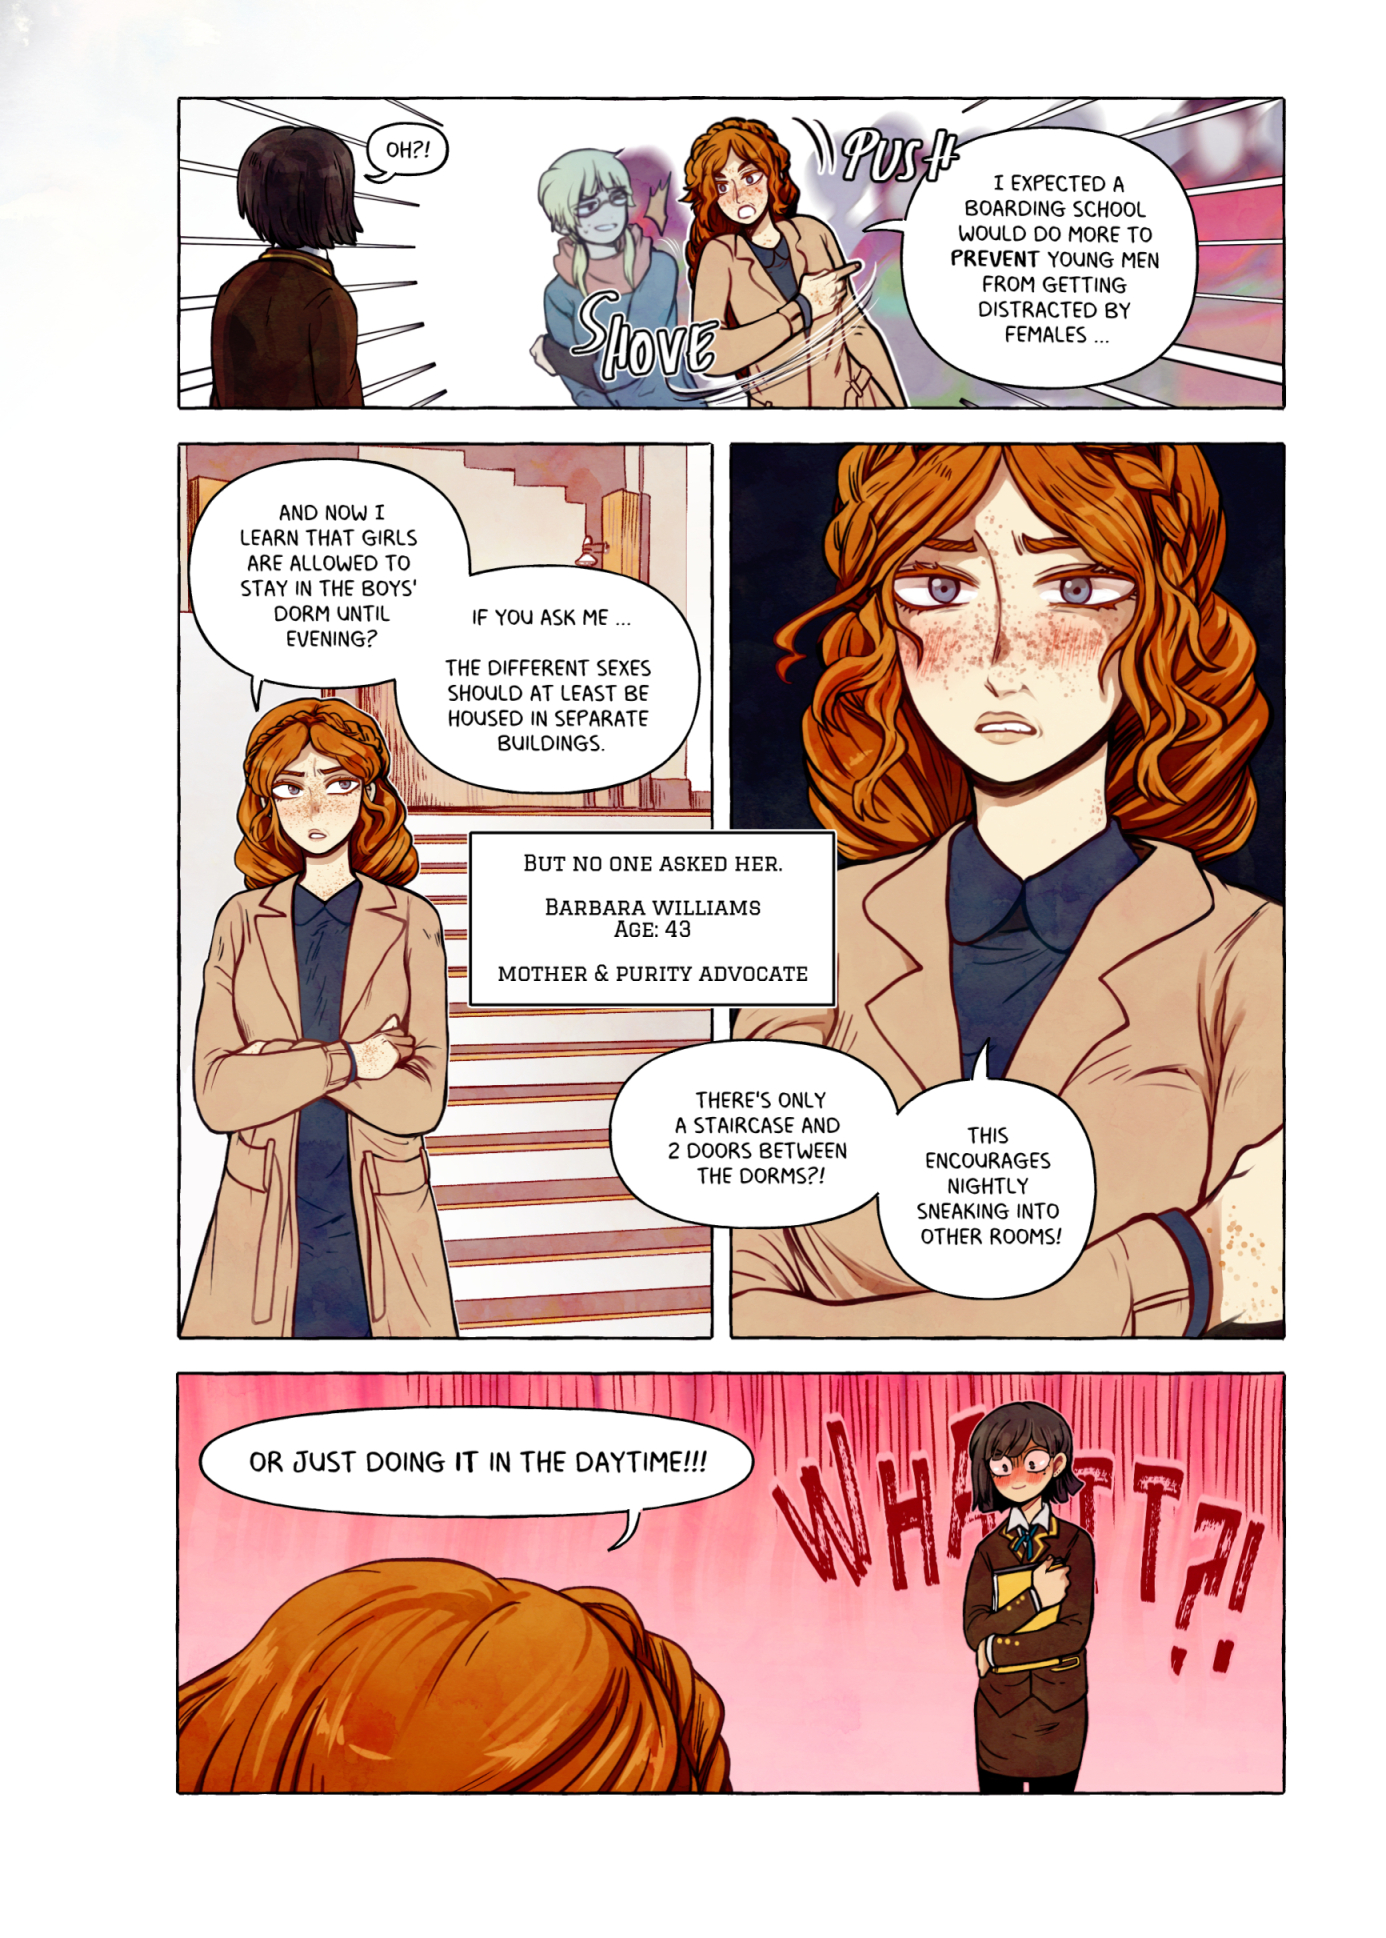 OH?!
PUSH
SHOVE
I EXPECTED A
BOARDING SCHOOL
WOULD DO MORE TO
PREVENT YOUNG MEN
FROM GETTING
DISTRACTED BY
FEMALES ...
AND NOW I
LEARN THAT GIRLS
ARE ALLOWED TO
STAY IN THE BOYS'
DORM UNTIL
EVENING?
IF YOU ASK ME ...
THE DIFFERENT SEXES
SHOULD AT LEAST BE
HOUSED IN SEPARATE
BUILDINGS.
BUT NO ONE ASKED HER.
BARBARA WILLIAMS
AGE: 43
MOTHER & PURITY ADVOCATE
THERE'S ONLY
A STAIRCASE AND
2 DOORS BETWEEN
THE DORMS?!
THIS
ENCOURAGES
NIGHTLY
SNEAKING INTO
OTHER ROOMS!
OR JUST DOING IT IN THE DAYTIME!!!
WHATT?!